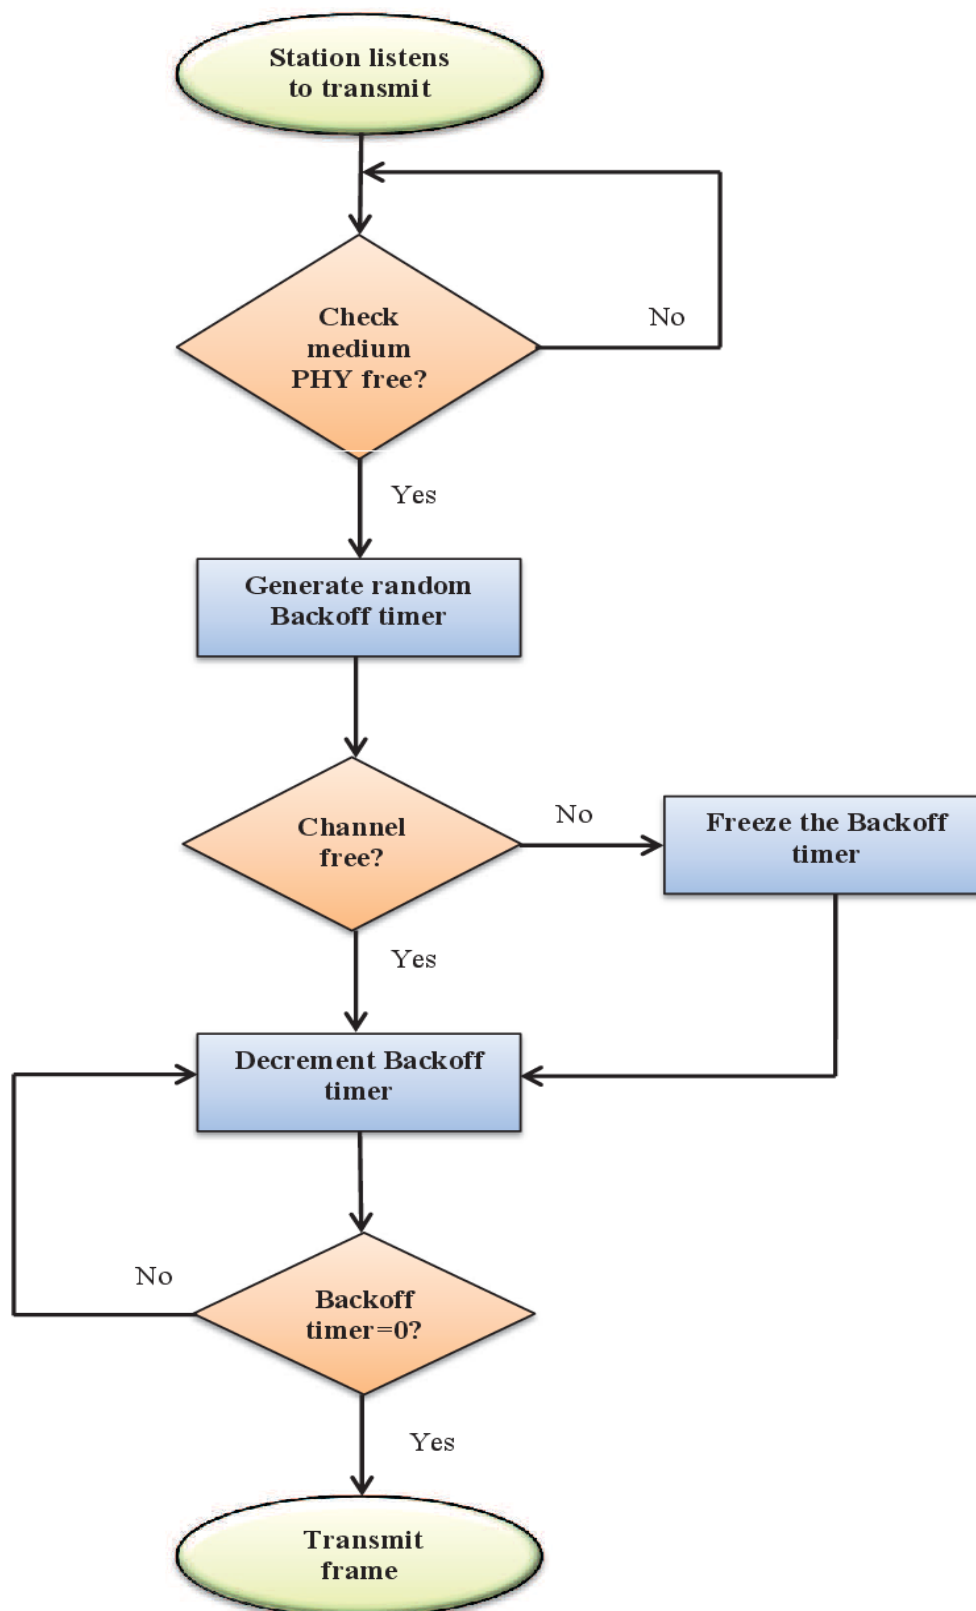 Station listens
to transmit
Check
medium
PHY free?
No
Yes
Generate random
Backoff timer
Channel
free?
No
Freeze the Backoff
timer
Yes
Decrement Backoff
timer
No
Backoff
timer=0?
Yes
Transmit
frame